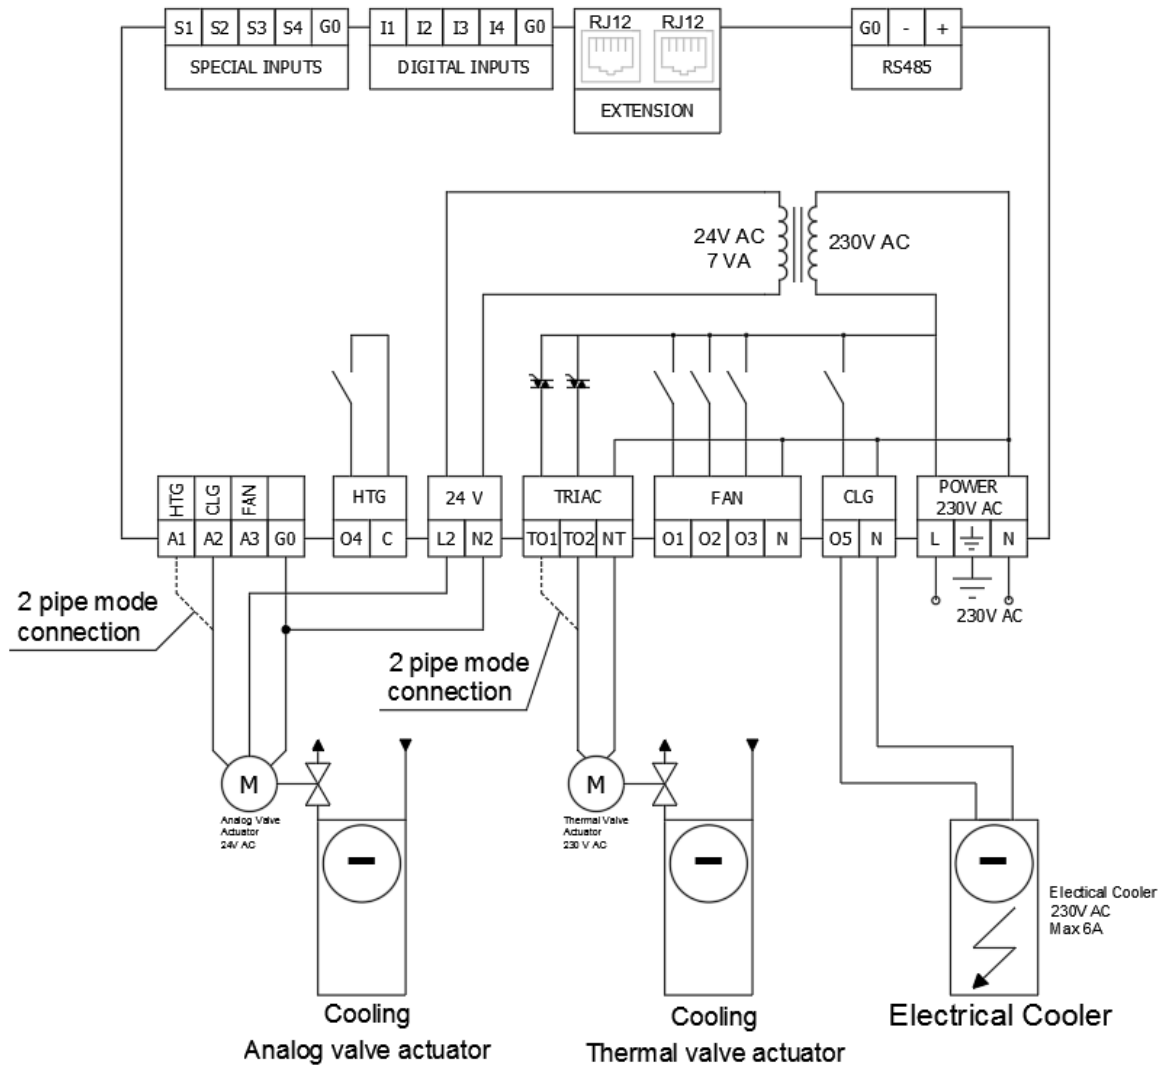 S1 S2 S3 S4 G0
SPECIAL INPUTS
I1 I2 I3 I4 G0
DIGITAL INPUTS
RJ12 RJ12
EXTENSION
G0 - +
RS485
24V AC
7 VA
230V AC
HTG CLG FAN
A1 A2 A3 G0
HTG
O4 C
24 V
L2 N2
TRIAC
TO1 TO2 NT
FAN
O1 O2 O3 N
CLG
O5 N
POWER
230V AC
L N
230V AC
2 pipe mode
connection
2 pipe mode
connection
M
Analog Valve
Actuator
24V AC
M
Thermal Valve
Actuator
230 V AC
Electical Cooler
230V AC
Max 6A
Cooling
Analog valve actuator
Cooling
Thermal valve actuator
Electrical Cooler